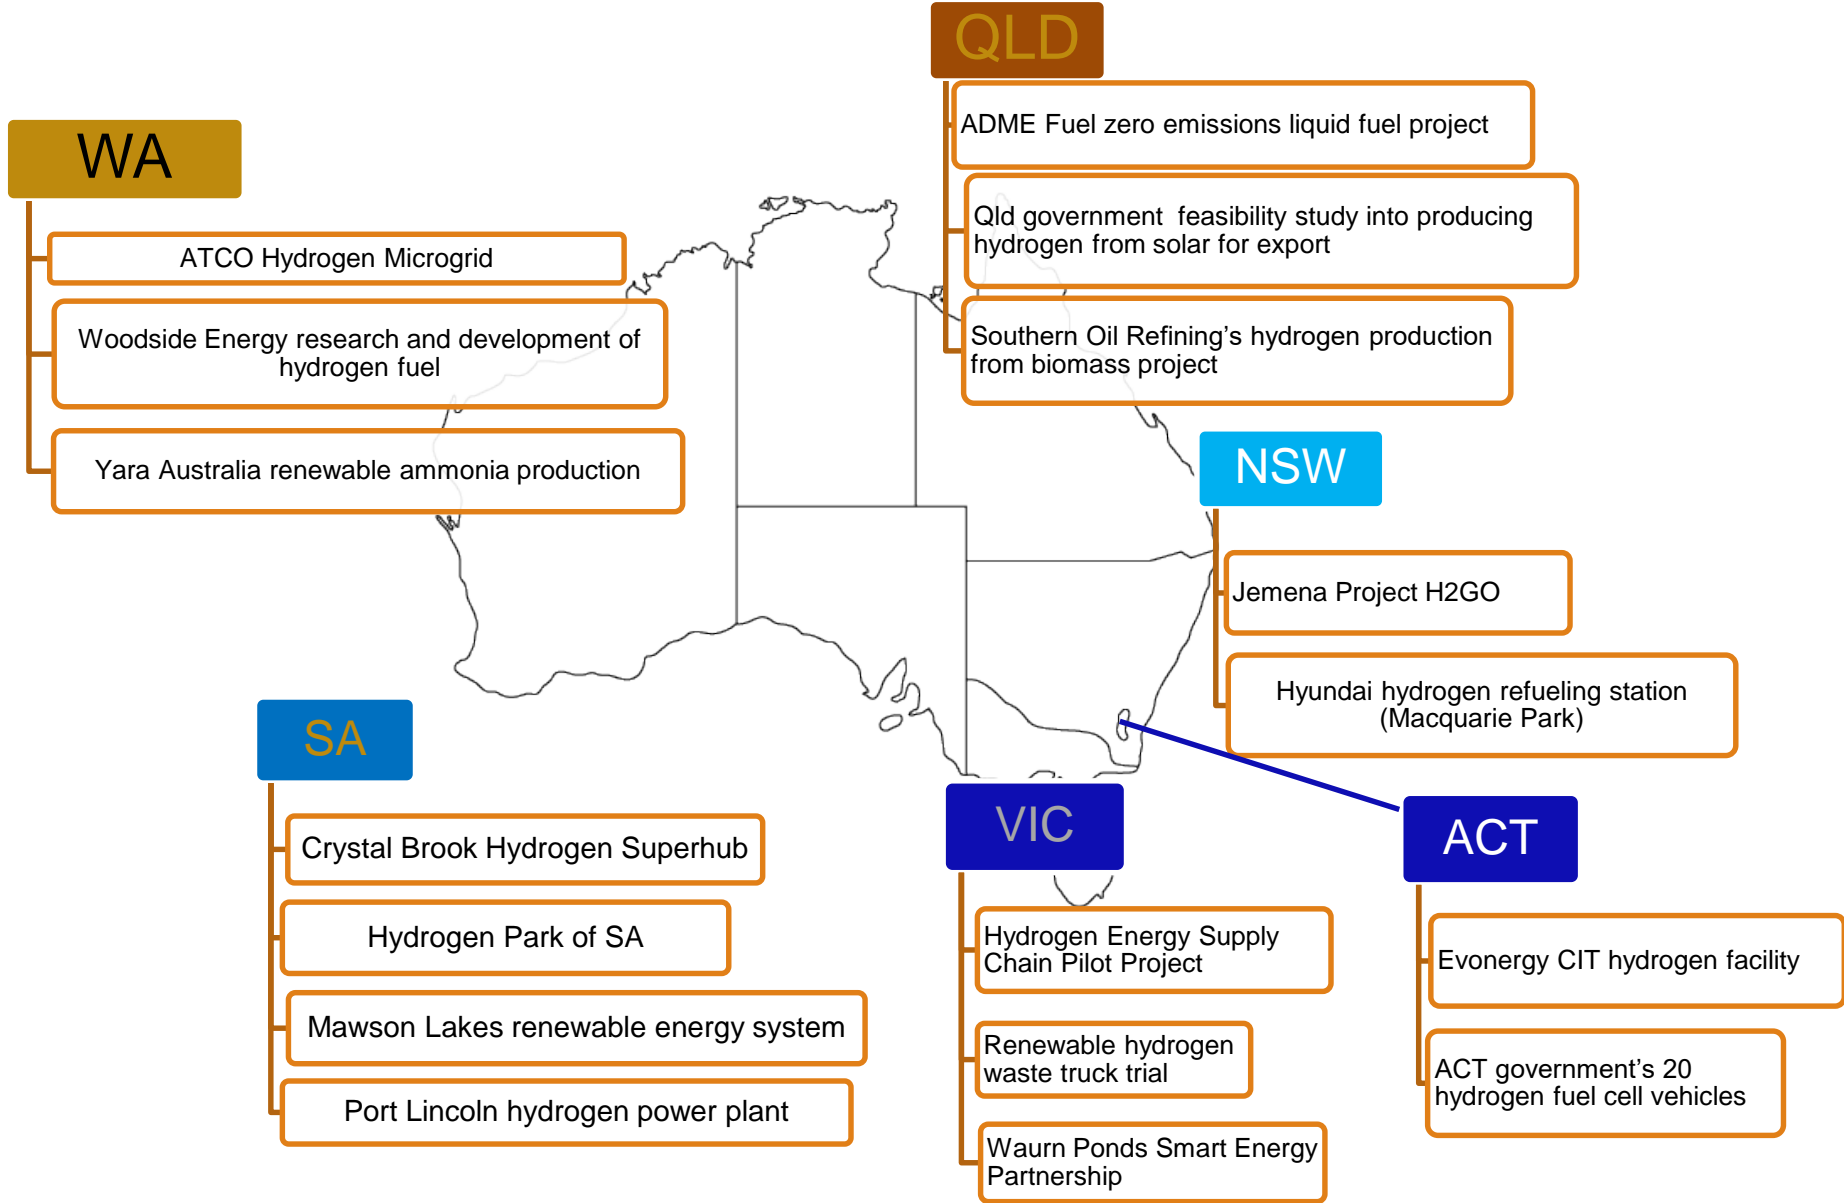 QLD
ADME Fuel zero emissions liquid fuel project
Qld government  feasibility study into producing
hydrogen from solar for export
Southern Oil Refining’s hydrogen production
from biomass project
WA
ATCO Hydrogen Microgrid
Woodside Energy research and development of
hydrogen fuel
Yara Australia renewable ammonia production
NSW
Jemena Project H2GO
Hyundai hydrogen refueling station
(Macquarie Park)
SA
Crystal Brook Hydrogen Superhub
Hydrogen Park of SA
Mawson Lakes renewable energy system
Port Lincoln hydrogen power plant
VIC
Hydrogen Energy Supply
Chain Pilot Project
Renewable hydrogen
waste truck trial
Waurn Ponds Smart Energy
Partnership
ACT
Evonergy CIT hydrogen facility
ACT government’s 20
hydrogen fuel cell vehicles